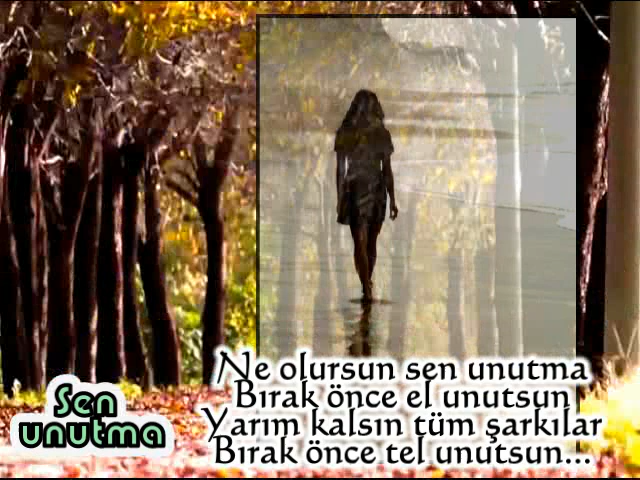 Ne olursun sen unutma
Bırak önce el unutsun
Yarım kalsın tüm şarkılar
Bırak önce tel unutsun...
Sen
unutma